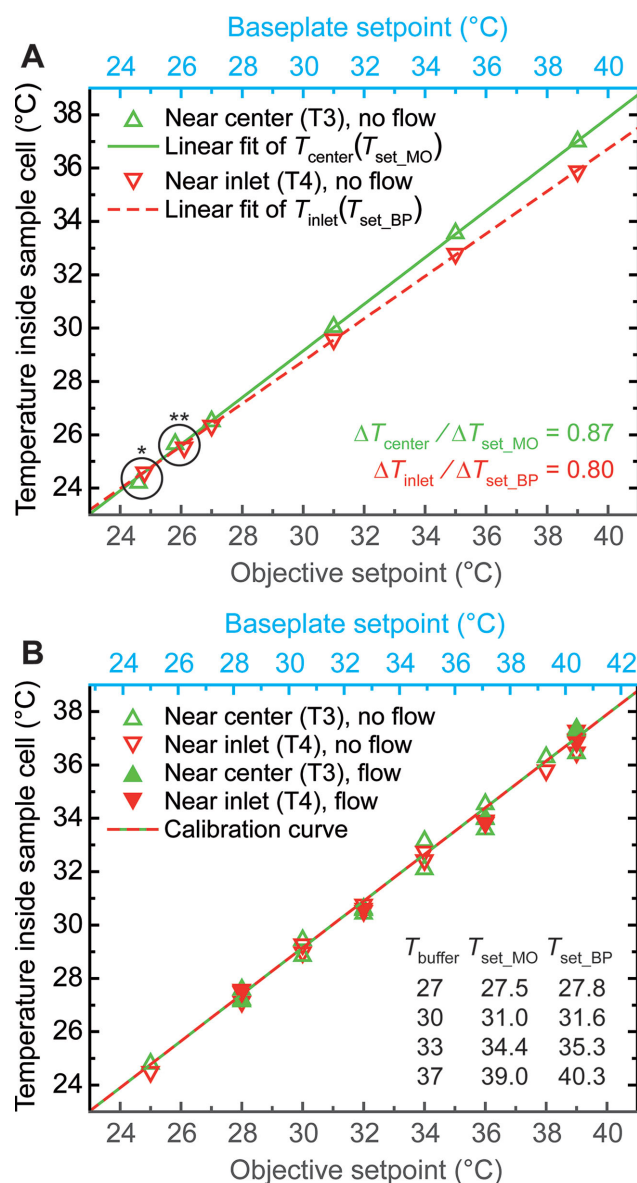 Baseplate setpoint (°C)
A
24 26 28 30 32 34 36 38 40
Temperature inside sample cell (°C)
38
36
34
32
30
28
26
24
Near center (T3), no flow
Linear fit of Tcenter(Tset_MO)
Near inlet (T4), no flow
Linear fit of Tinlet(Tset_BP)
**
*
ΔTcenter / ΔTset_MO = 0.87
ΔTinlet / ΔTset_BP = 0.80
24 26 28 30 32 34 36 38 40
Objective setpoint (°C)
Baseplate setpoint (°C)
B
24 26 28 30 32 34 36 38 40 42
Temperature inside sample cell (°C)
38
36
34
32
30
28
26
24
Near center (T3), no flow
Near inlet (T4), no flow
Near center (T3), flow
Near inlet (T4), flow
Calibration curve
Tbuffer Tset_MO Tset_BP
27 27.5 27.8
30 31.0 31.6
33 34.4 35.3
37 39.0 40.3
24 26 28 30 32 34 36 38 40
Objective setpoint (°C)